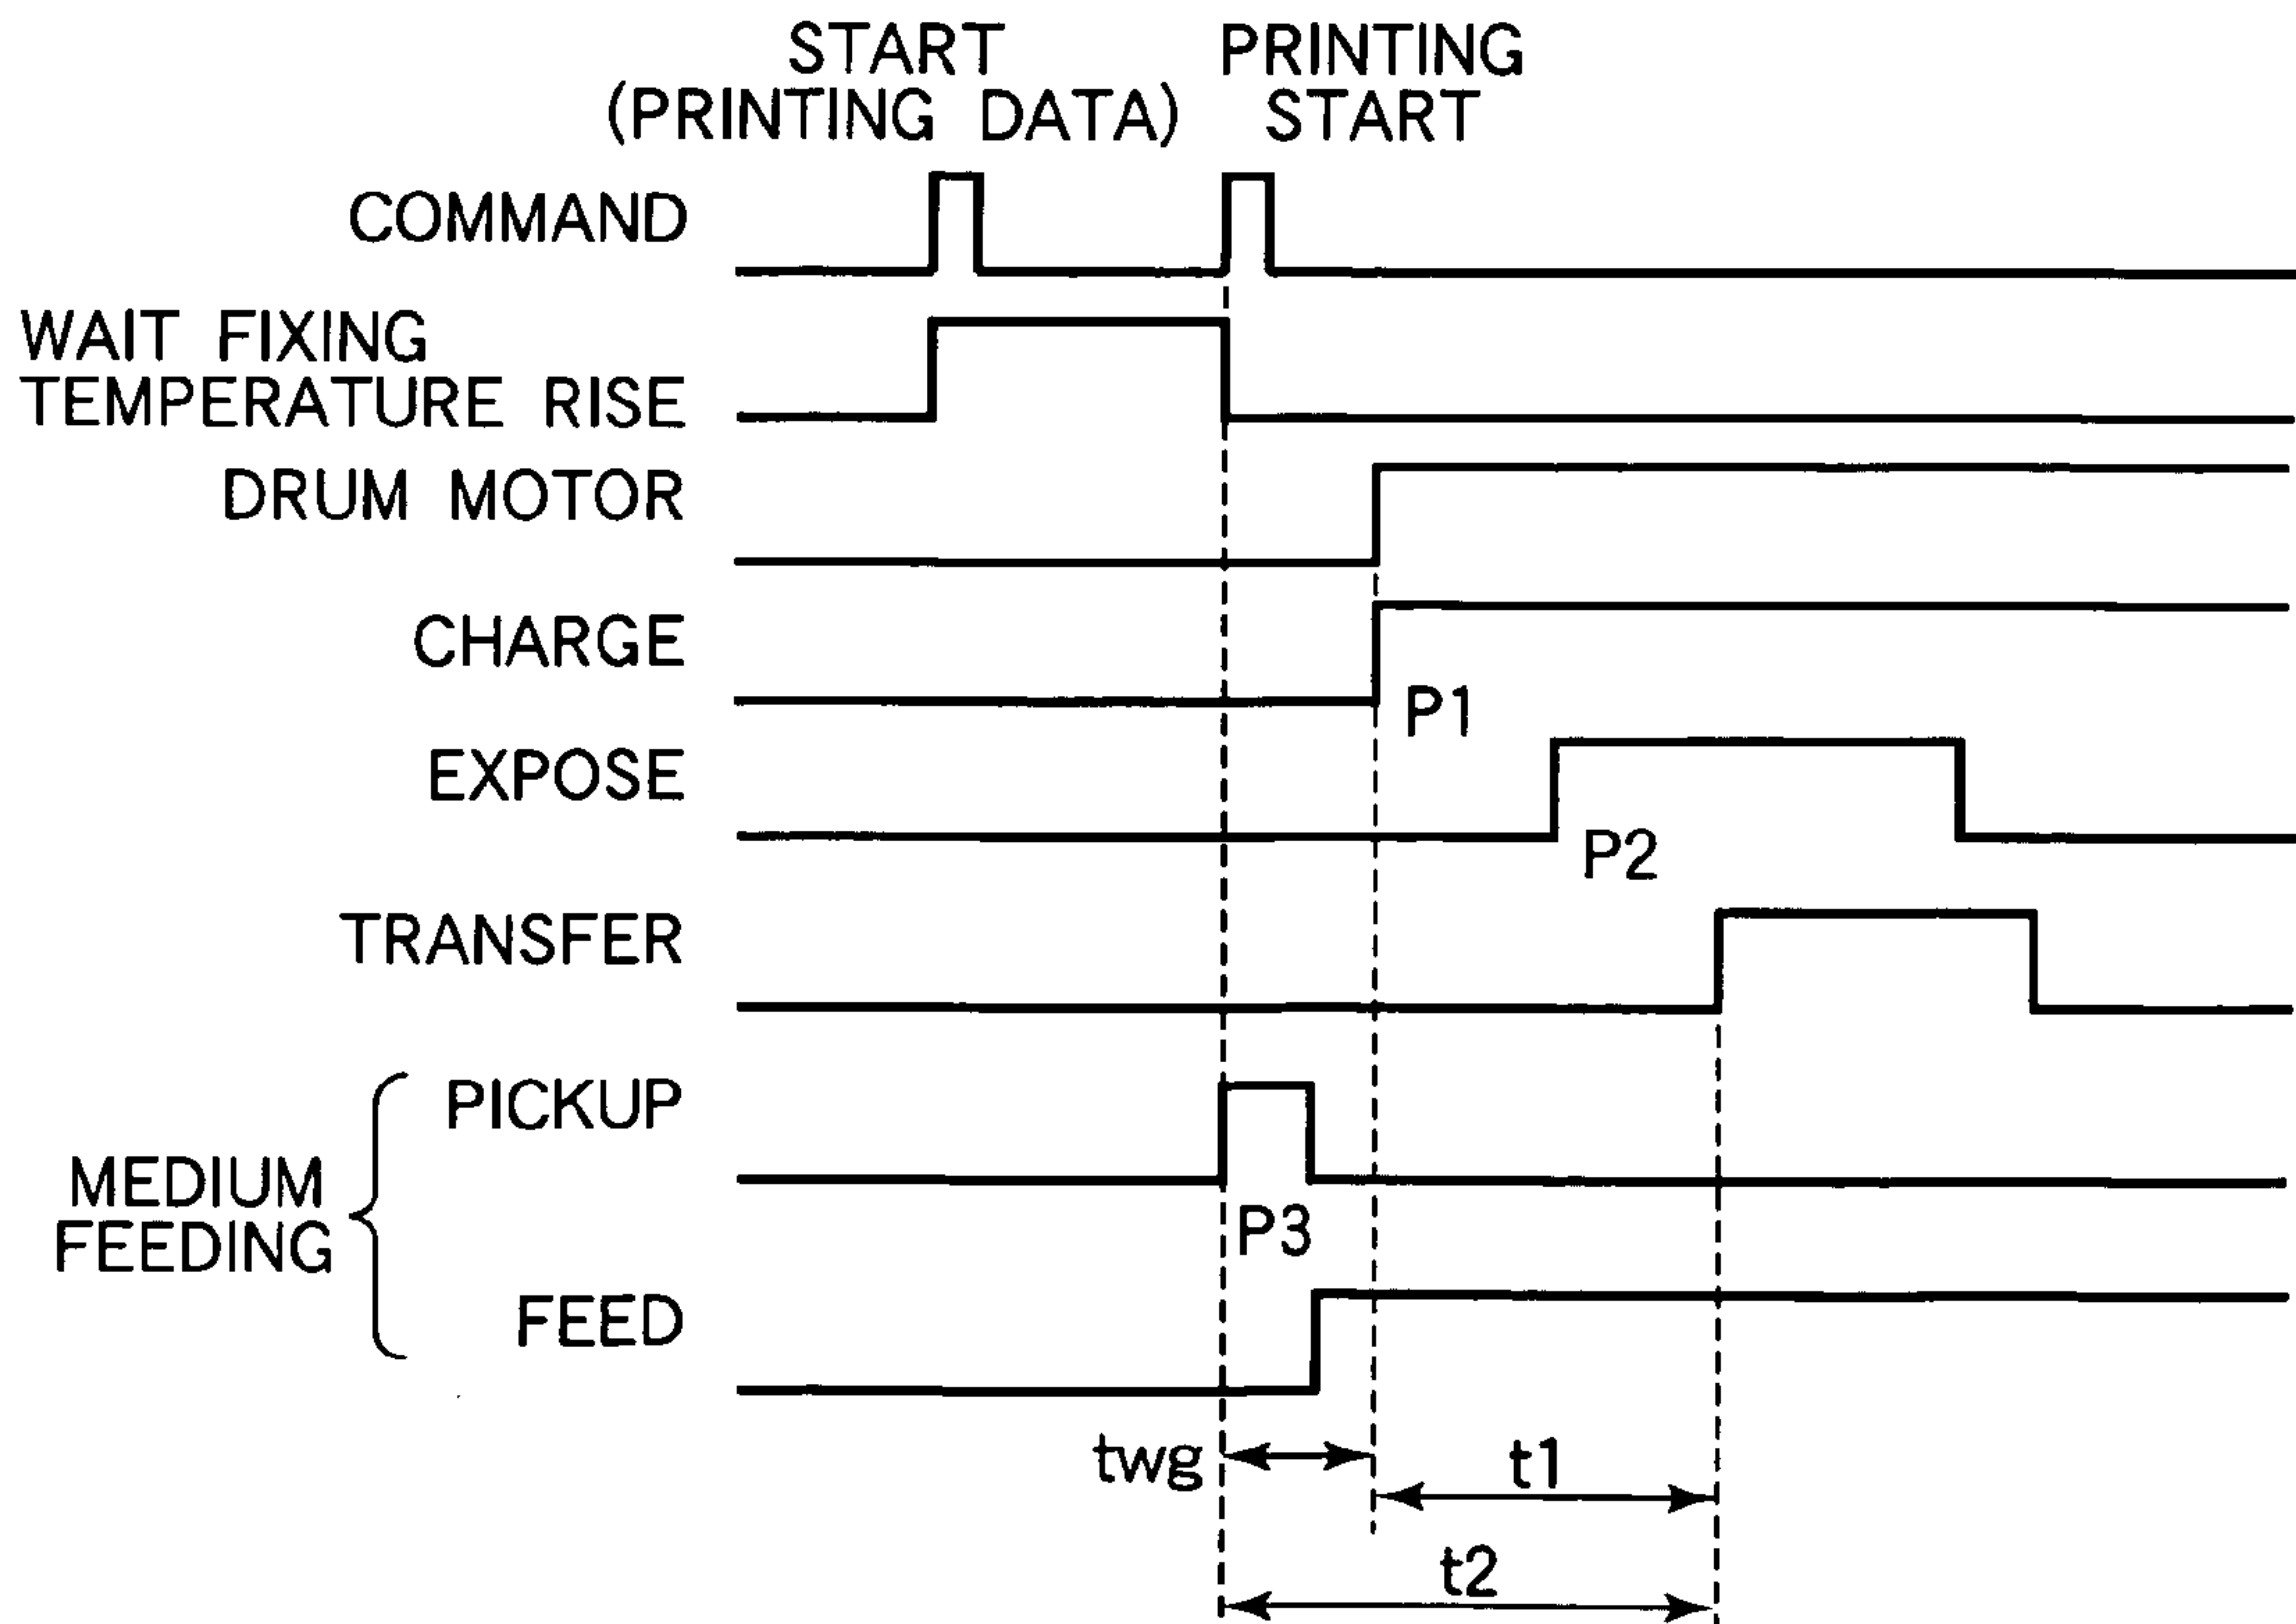 START
(PRINTING DATA)
PRINTING
START
COMMAND
WAIT FIXING
TEMPERATURE RISE
DRUM MOTOR
CHARGE
P1
EXPOSE
P2
TRANSFER
PICKUP
MEDIUM
FEEDING
P3
FEED
twg
t1
t2